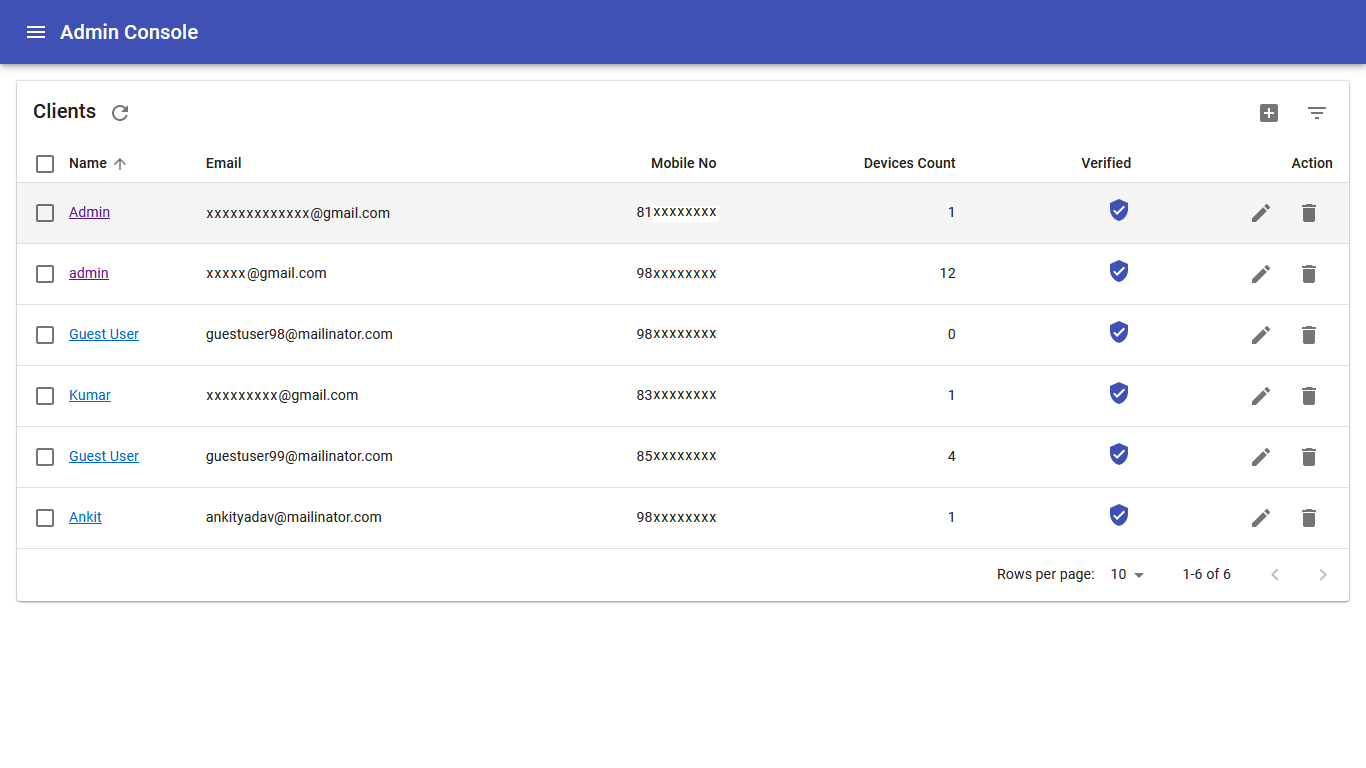 Admin Console
Clients
Name Email Mobile No Devices Count Verified Action
Admin xxxxxxxxxxxxx@gmail.com 81xxxxxxxx 1
admin xxxxx@gmail.com 98xxxxxxxx 12
Guest User guestuser98@mailinator.com 98xxxxxxxx 0
Kumar xxxxxxxxx@gmail.com 83xxxxxxxx 1
Guest User guestuser99@mailinator.com 85xxxxxxxx 4
Ankit ankityadav@mailinator.com 98xxxxxxxx 1
Rows per page: 10 1-6 of 6